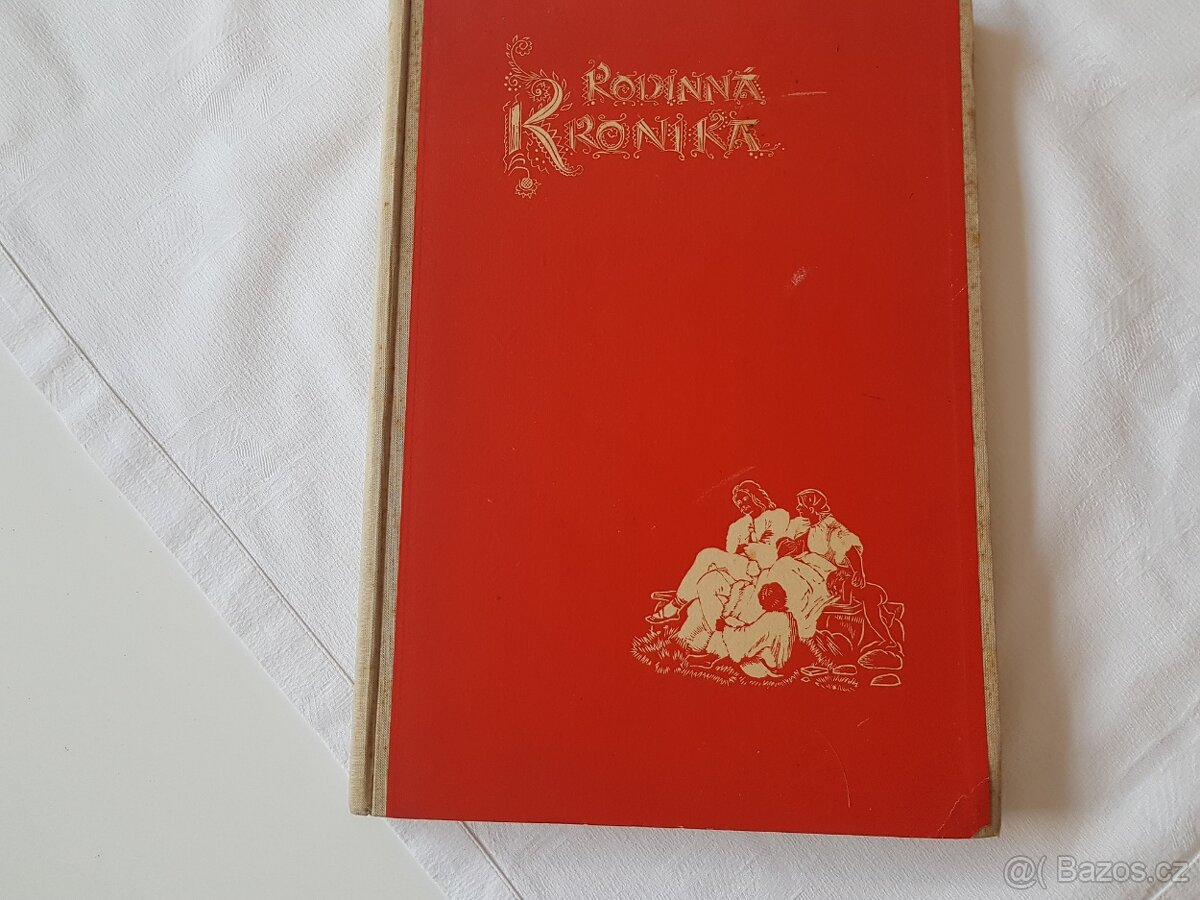 RODINNÁ
KRONIKA
@( Bazos.cz